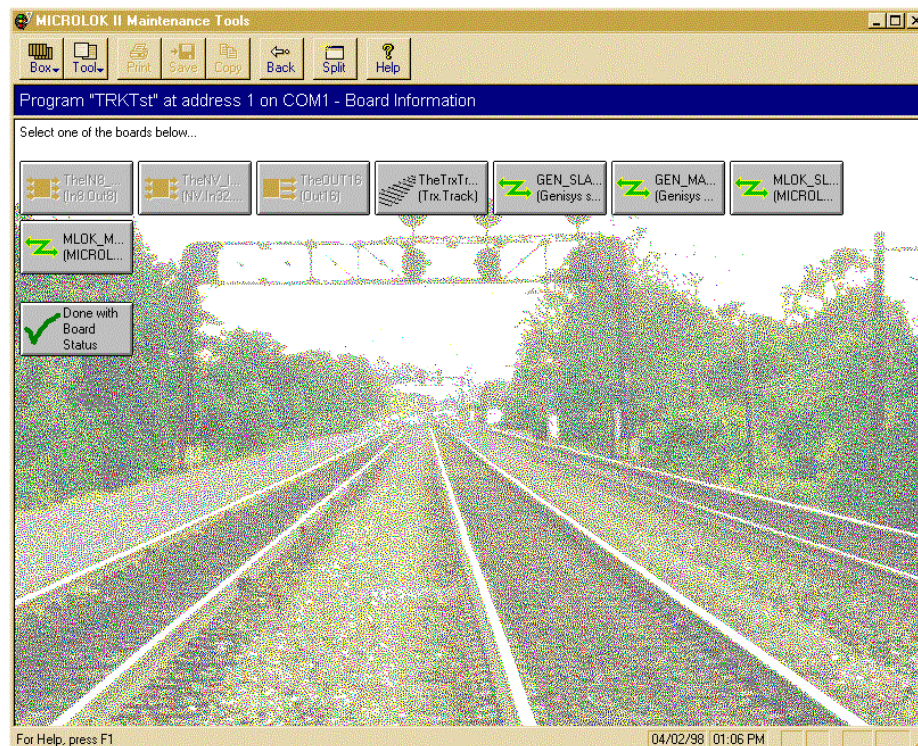 MICROLOK II Maintenance Tools
Box Tool Print Save Copy Back Split Help
Program "TRKTst" at address 1 on COM1 - Board Information
Select one of the boards below...
TheIN8_... TheNV_I... TheOUT16 TheTrxTr... GEN_SLA... GEN_MA... MLOK_SL...
(In8.Out8) (NV.In32.... (Out16) (Trx.Track) (Genisys s... (Genisys ... (MICROL...
MLOK_M...
(MICROL...
Done with
Board
Status
For Help, press F1 04/02/98 01:06 PM